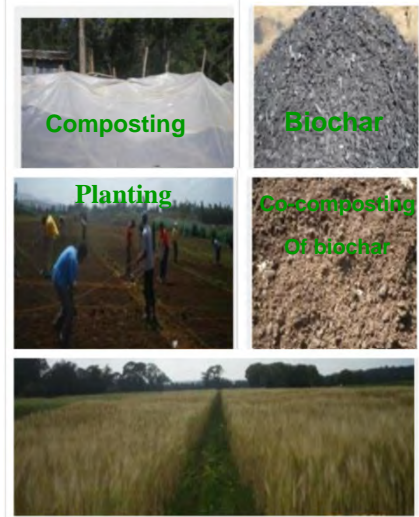 Composting
Biochar
Planting
Co-composting
Of biochar